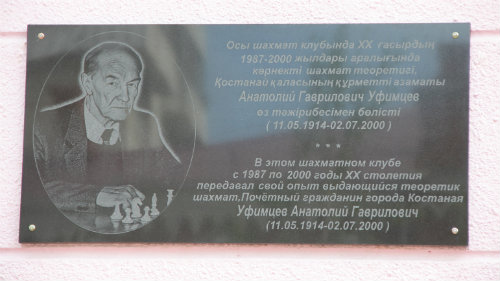 Осы шахмат клубында ХХ ғасырдың
1987-2000 жылдары аралығында
көрнекті шахмат теоретигі,
Қостанай қаласының құрметті азаматы
Анатолий Гаврилович Уфимцев
өз тәжірибесімен бөлісті
( 11.05.1914-02.07.2000 )
* * *
В этом шахматном клубе
с 1987 по 2000 годы ХХ столетия
передавал свой опыт выдающийся теоретик
шахмат,Почётный гражданин города Костаная
Уфимцев Анатолий Гаврилович
(11.05.1914-02.07.2000 )